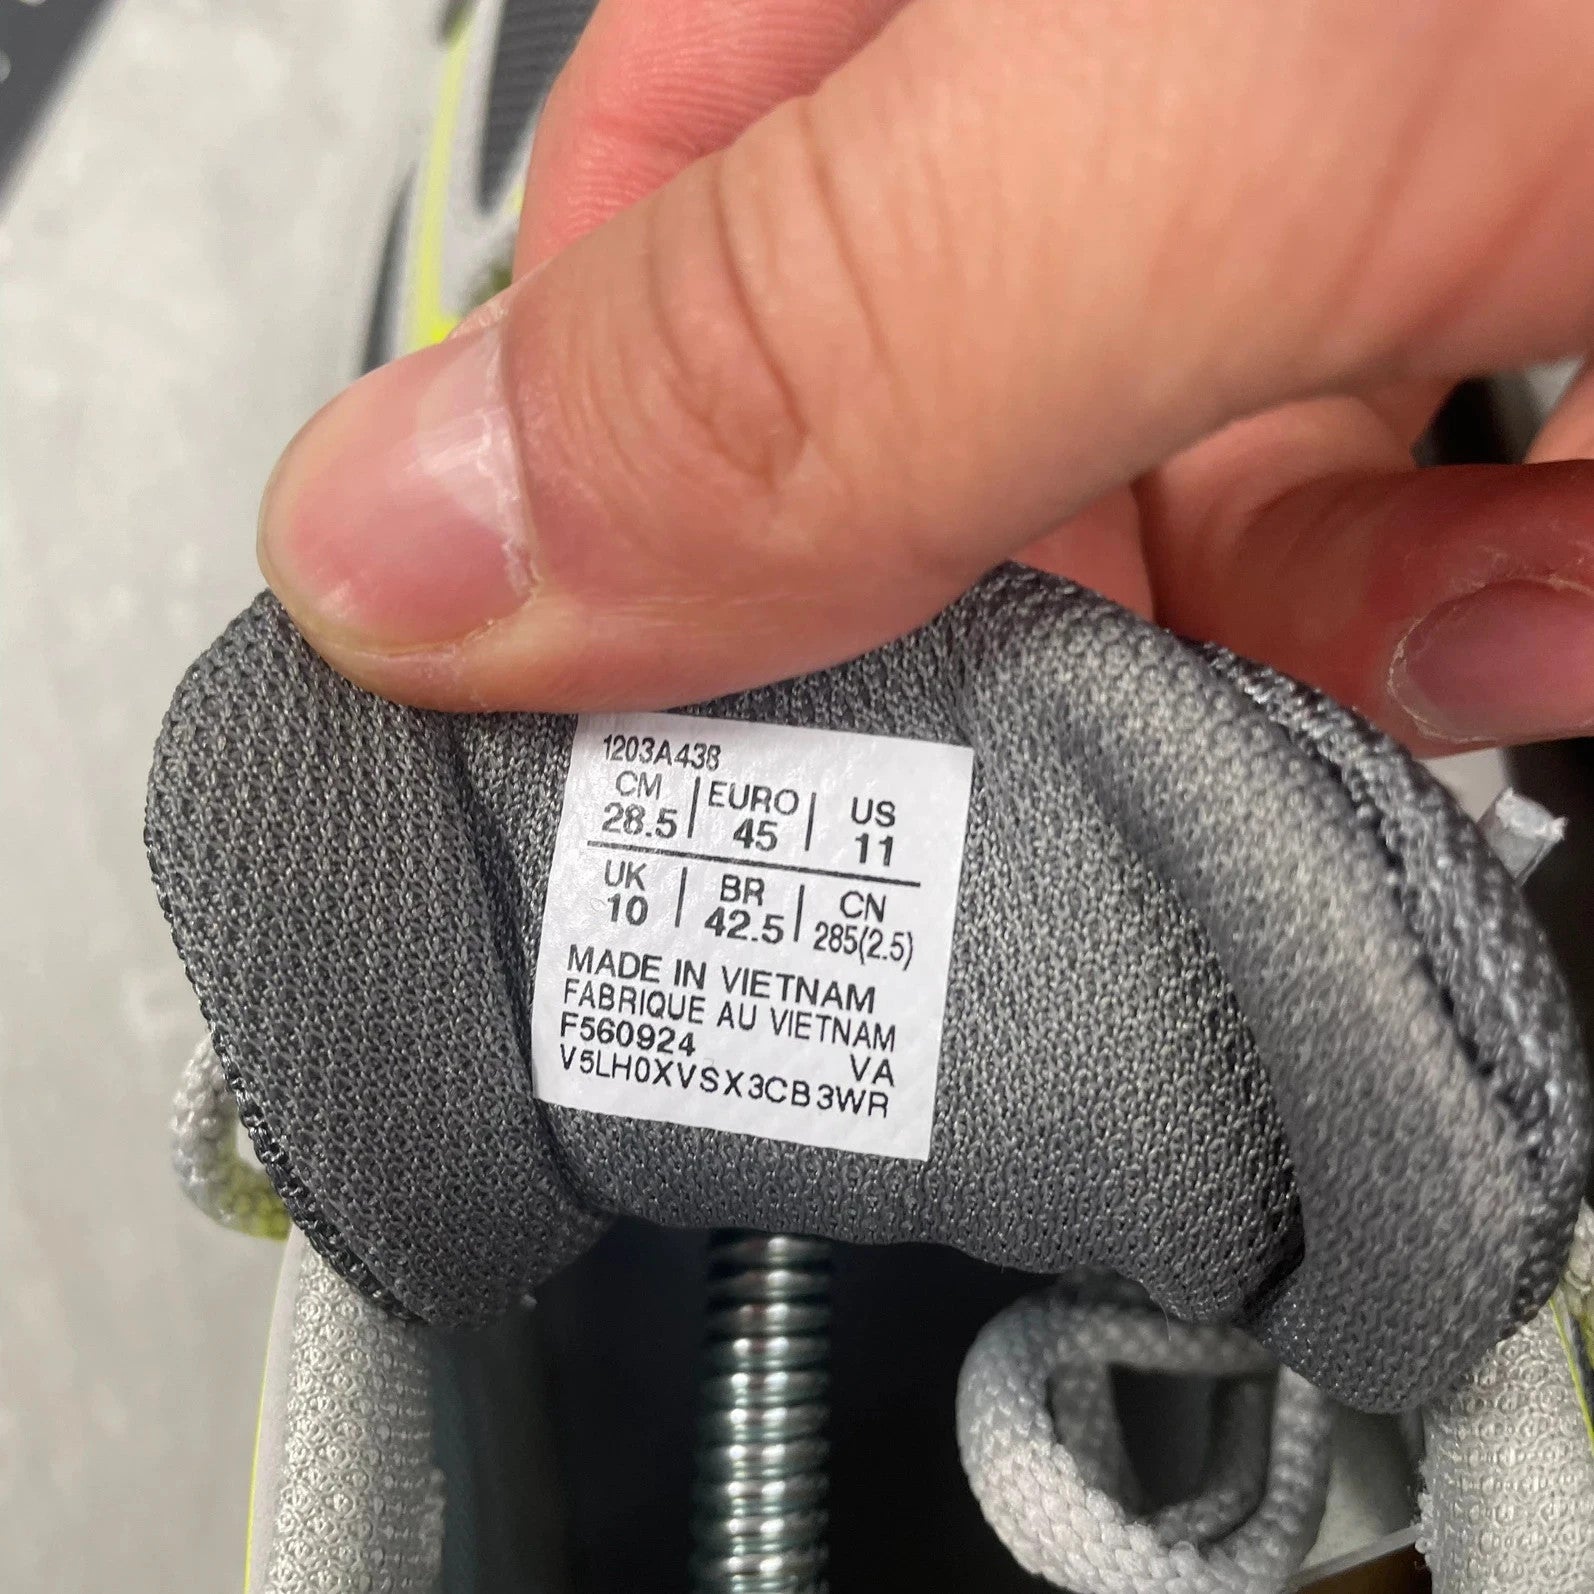 1203A438
CM | EURO | US
28.5 | 45 | 11
UK | BR | CN
10 | 42.5 | 285(2.5)
MADE IN VIETNAM
FABRIQUE AU VIETNAM
F560924 VA
V5LH0XVSX3CB3WR